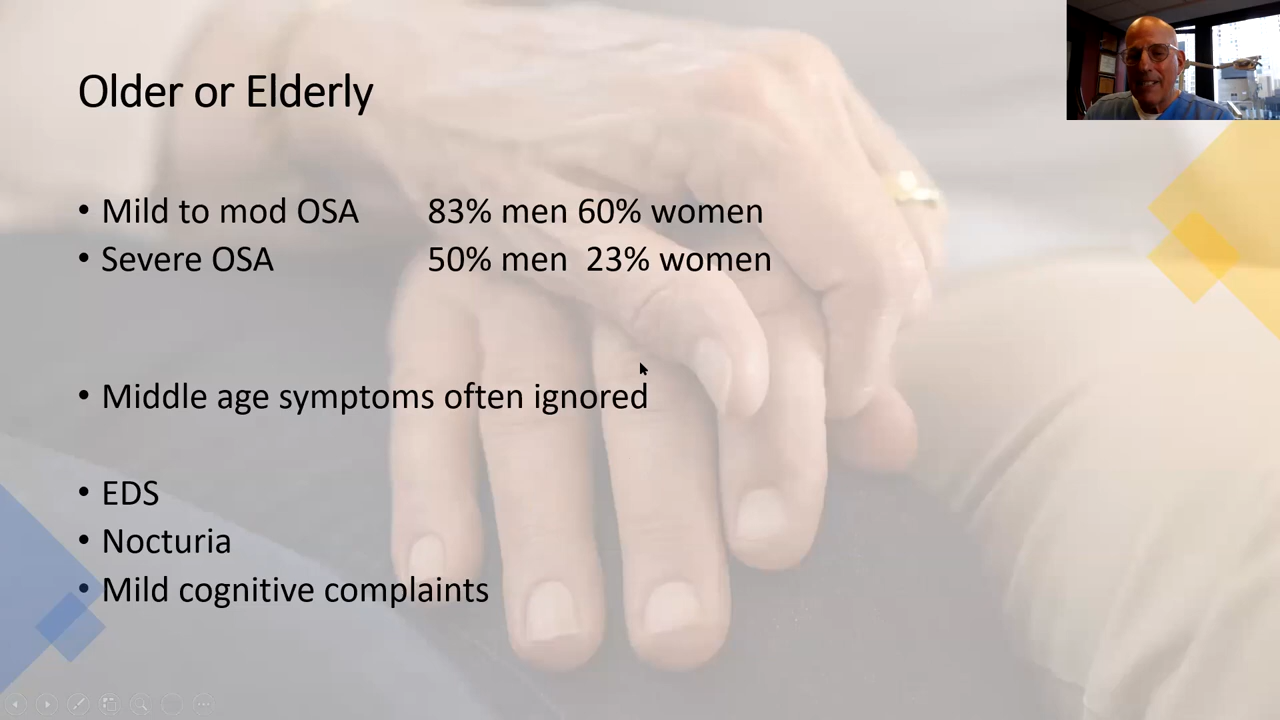 Older or Elderly
• Mild to mod OSA 83% men 60% women
• Severe OSA 50% men 23% women
• Middle age symptoms often ignored
• EDS
• Nocturia
• Mild cognitive complaints